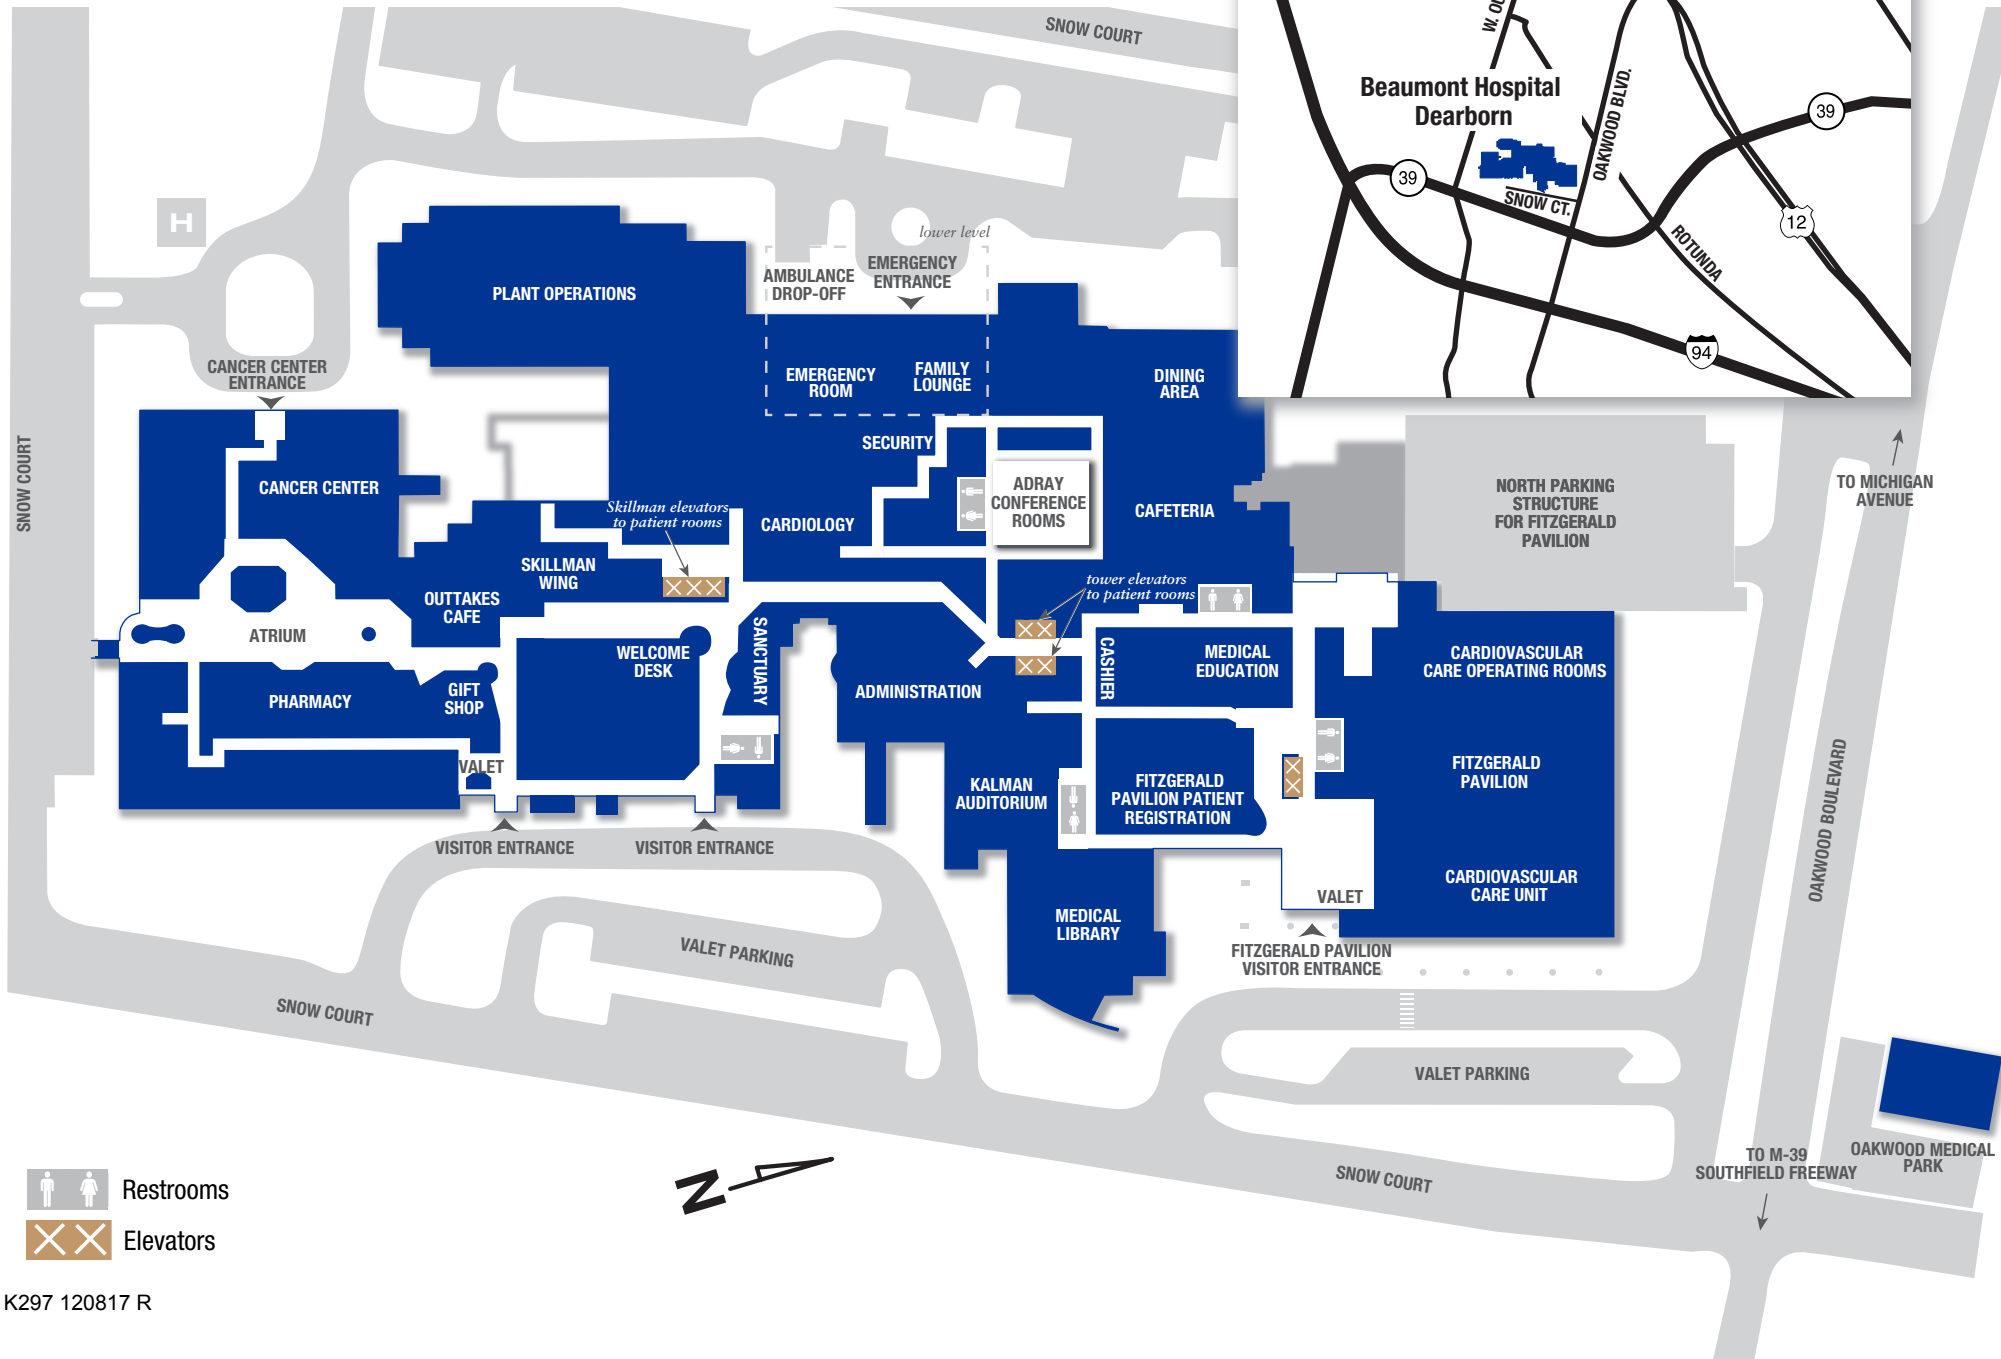 SNOW COURT
W. OU
Beaumont Hospital
Dearborn
OAKWOOD BLVD.
39
39
SNOW CT.
12
ROTUNDA
94
H
lower level
AMBULANCE
DROP-OFF
EMERGENCY
ENTRANCE
PLANT OPERATIONS
CANCER CENTER
ENTRANCE
EMERGENCY
ROOM
FAMILY
LOUNGE
DINING
AREA
SNOW COURT
SECURITY
CANCER CENTER
ADRAY
CONFERENCE
ROOMS
CAFETERIA
NORTH PARKING
STRUCTURE
FOR FITZGERALD
PAVILION
TO MICHIGAN
AVENUE
Skillman elevators
to patient rooms
CARDIOLOGY
SKILLMAN
WING
OUTTAKES
CAFE
tower elevators
to patient rooms
ATRIUM
WELCOME
DESK
SANCTUARY
CASHIER
MEDICAL
EDUCATION
CARDIOVASCULAR
CARE OPERATING ROOMS
PHARMACY
GIFT
SHOP
ADMINISTRATION
VALET
KALMAN
AUDITORIUM
FITZGERALD
PAVILION PATIENT
REGISTRATION
FITZGERALD
PAVILION
OAKWOOD BOULEVARD
VISITOR ENTRANCE
VISITOR ENTRANCE
VALET
CARDIOVASCULAR
CARE UNIT
MEDICAL
LIBRARY
VALET PARKING
FITZGERALD PAVILION
VISITOR ENTRANCE
SNOW COURT
VALET PARKING
OAKWOOD MEDICAL
PARK
TO M-39
SOUTHFIELD FREEWAY
SNOW COURT
N
Restrooms
Elevators
K297 120817 R